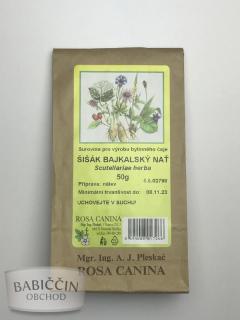 Surovina pro výrobu bylinného čaje
ŠIŠÁK BAJKALSKÝ NAŤ
Scutellariae herba
50g
Příprava: nálev
Minimální trvanlivost do: 08.11.23
UCHOVEJTE V SUCHU!
ROSA CANINA
Mgr. Ing. A. J. Pleskač
ROSA CANINA
BABIČČIN
OBCHOD